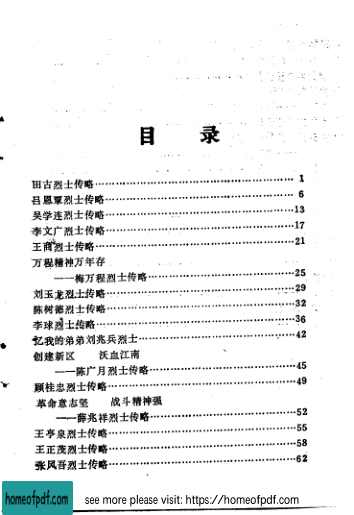 目 录
田古烈士传略…………………………………… 1
吕恩覃烈士传略…………………………………… 6
吴学连烈士传略……………………………………13
李文广烈士传略……………………………………17
王商烈士传略……………………………………21
万程精神万年存
——梅万程烈士传略……………………………25
刘玉龙烈士传略……………………………………29
陈树德烈士传略……………………………………32
李球烈士传略……………………………………36
忆我的弟弟刘兆兵烈士……………………………42
创建新区 沃血江南
——陈广月烈士传略……………………………45
顾桂忠烈士传略……………………………………49
革命意志坚 战斗精神强
——薛兆祥烈士传略……………………………52
王亭泉烈士传略……………………………………55
王正茂烈士传略……………………………………58
张风吾烈士传略……………………………………62
homeofpdf.com
see more please visit: https://homeofpdf.com